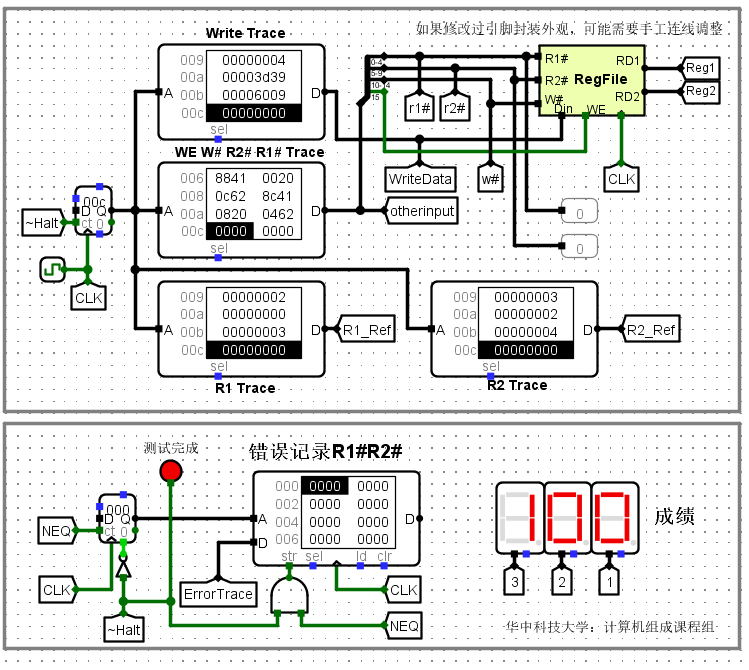 如果修改过引脚封装外观，可能需要手工连线调整
Write Trace
009 00000004
00a 00003d39
00b 00006009
00c 00000000
A
D
sel
0-4
5-9
10-14
15
r1#
r2#
R1#
R2#
W#
RegFile
RD1
RD2
Din
WE
Reg1
Reg2
WE W# R2# R1# Trace
006 8841 0020
008 0c62 8c41
00a 0820 0462
00c 0000 0000
A
D
sel
WriteData
w#
CLK
otherinput
0
0
~Halt
00c
D Q
ct 0
CLK
009 00000002
00a 00000000
00b 00000003
00c 00000000
A
D
sel
R1 Trace
R1_Ref
009 00000003
00a 00000002
00b 00000004
00c 00000000
A
D
sel
R2 Trace
R2_Ref
测试完成
错误记录R1#R2#
000 0000 0000
002 0000 0000
004 0000 0000
006 0000 0000
A
D
D
str sel ld clr
NEQ
000
D Q
ct 0
CLK
~Halt
ErrorTrace
CLK
NEQ
100
成绩
3
2
1
华中科技大学：计算机组成课程组